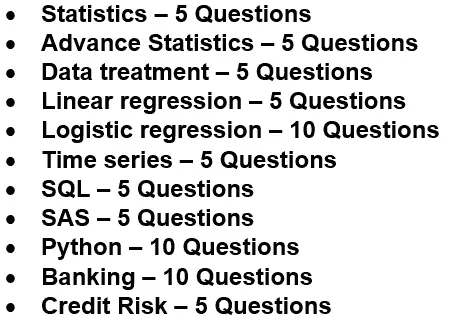 • Statistics – 5 Questions
• Advance Statistics – 5 Questions
• Data treatment – 5 Questions
• Linear regression – 5 Questions
• Logistic regression – 10 Questions
• Time series – 5 Questions
• SQL – 5 Questions
• SAS – 5 Questions
• Python – 10 Questions
• Banking – 10 Questions
• Credit Risk – 5 Questions